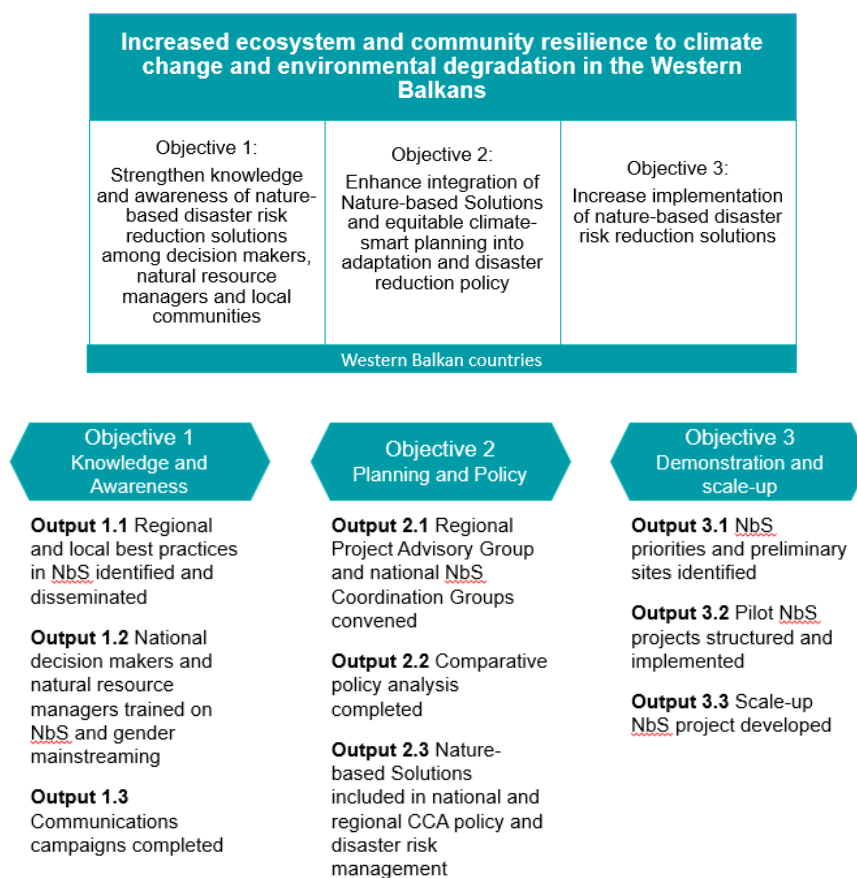 Increased ecosystem and community resilience to climate
change and environmental degradation in the Western
Balkans
Objective 1:
Strengthen knowledge
and awareness of nature-
based disaster risk
reduction solutions
among decision makers,
natural resource
managers and local
communities
Objective 2:
Enhance integration of
Nature-based Solutions
and equitable climate-
smart planning into
adaptation and disaster
reduction policy
Objective 3:
Increase implementation
of nature-based disaster
risk reduction solutions
Western Balkan countries
Objective 1
Knowledge and
Awareness
Output 1.1 Regional
and local best practices
in NbS identified and
disseminated
Output 1.2 National
decision makers and
natural resource
managers trained on
NbS and gender
mainstreaming
Output 1.3
Communications
campaigns completed
Objective 2
Planning and Policy
Output 2.1 Regional
Project Advisory Group
and national NbS
Coordination Groups
convened
Output 2.2 Comparative
policy analysis
completed
Output 2.3 Nature-
based Solutions
included in national and
regional CCA policy and
disaster risk
management
Objective 3
Demonstration and
scale-up
Output 3.1 NbS
priorities and preliminary
sites identified
Output 3.2 Pilot NbS
projects structured and
implemented
Output 3.3 Scale-up
NbS project developed